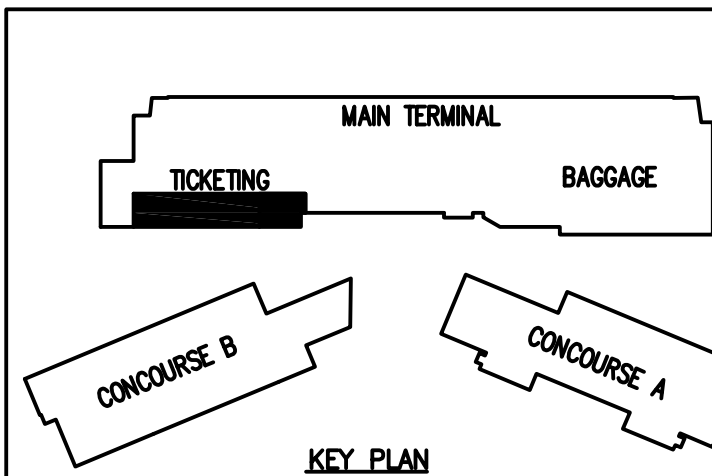 MAIN TERMINAL
TICKETING
BAGGAGE
CONCOURSE B
CONCOURSE A
KEY PLAN